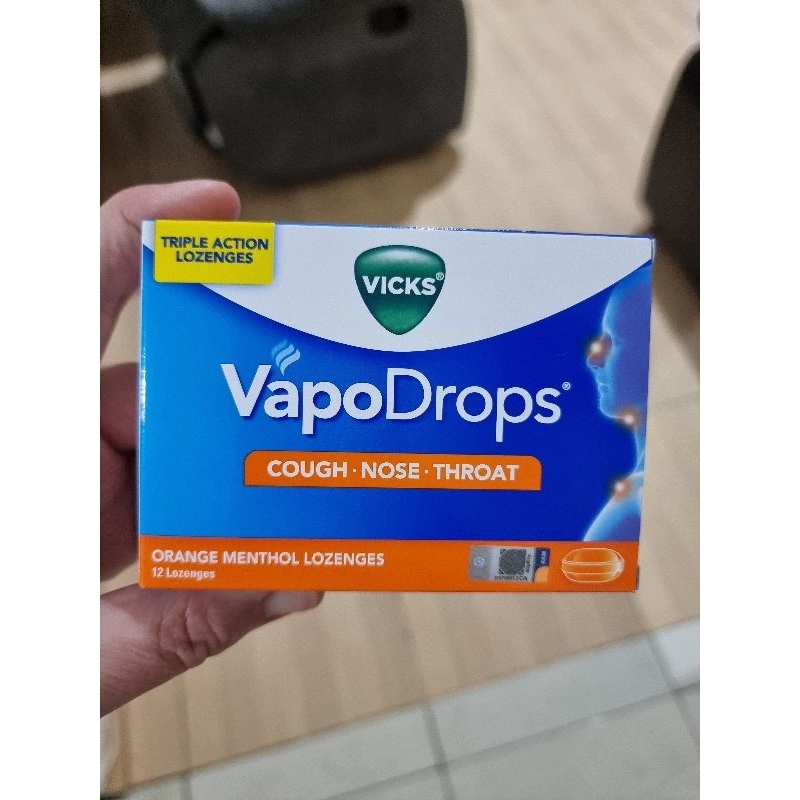 TRIPLE ACTION
LOZENGES
VICKS®
VapoDrops®
COUGH · NOSE · THROAT
ORANGE MENTHOL LOZENGES
12 Lozenges